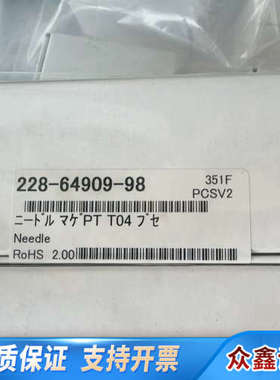 228-64909-98
351F
PCSV2
ﾆｰﾄﾞﾙ ﾏｹﾞPT T04 ﾌﾞｾ
Needle
RoHS 2.00
质保证 支持开票
众鑫